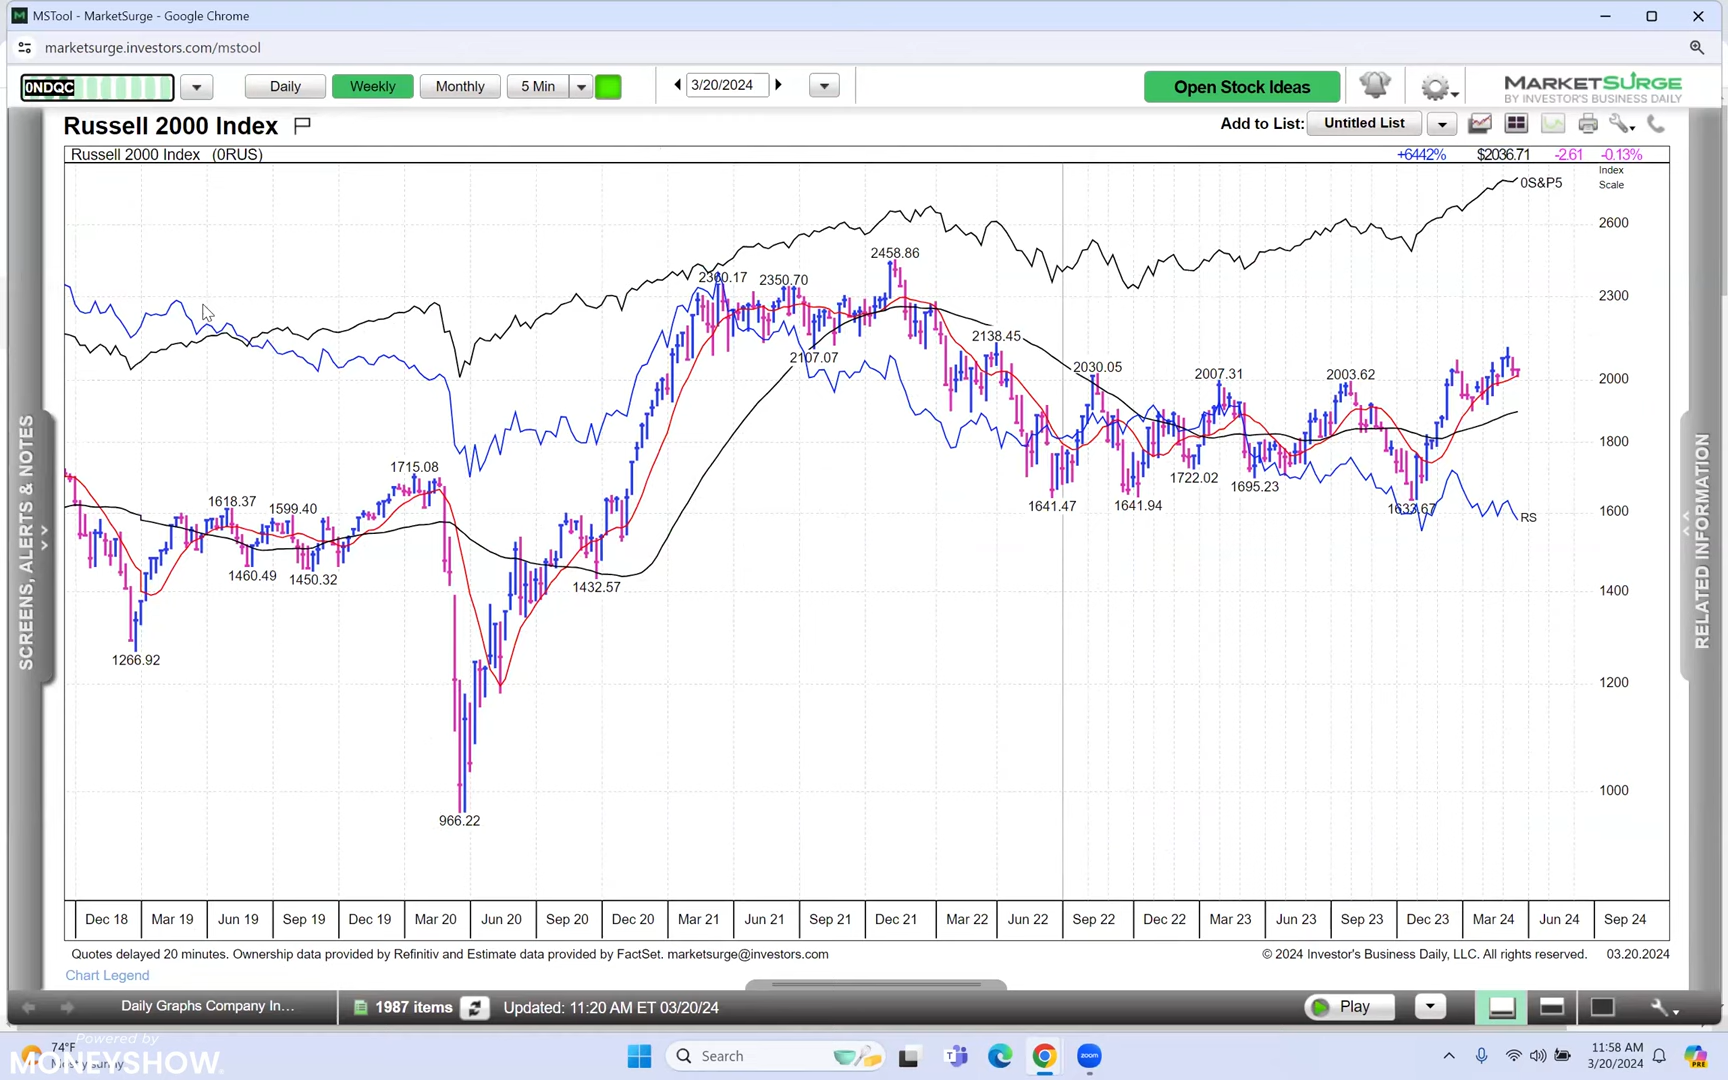 MSTool - MarketSurge - Google Chrome
marketsurge.investors.com/mstool
0NDQC
Daily
Weekly
Monthly
5 Min
3/20/2024
Open Stock Ideas
MARKETSURGE
BY INVESTOR'S BUSINESS DAILY
Russell 2000 Index
Add to List:
Untitled List
Russell 2000 Index (0RUS)
+6442% $2036.71 -2.61 -0.13%
Index
Scale
0S&P5
2600
2300
2000
1800
1600
1400
1200
1000
2458.86
2360.17
2350.70
2138.45
2107.07
2030.05
2007.31
2003.62
1715.08
1722.02
1695.23
1618.37
1599.40
1641.47
1641.94
1633.67
RS
1460.49
1450.32
1432.57
1266.92
966.22
SCREENS, ALERTS & NOTES
RELATED INFORMATION
Dec 18 Mar 19 Jun 19 Sep 19 Dec 19 Mar 20 Jun 20 Sep 20 Dec 20 Mar 21 Jun 21 Sep 21 Dec 21 Mar 22 Jun 22 Sep 22 Dec 22 Mar 23 Jun 23 Sep 23 Dec 23 Mar 24 Jun 24 Sep 24
Quotes delayed 20 minutes. Ownership data provided by Refinitiv and Estimate data provided by FactSet. marketsurge@investors.com
© 2024 Investor's Business Daily, LLC. All rights reserved. 03.20.2024
Chart Legend
Daily Graphs Company In...
1987 items
Updated: 11:20 AM ET 03/20/24
Play
Powered by
MONEYSHOW.
74°F
Mostly sunny
Search
zoom
PRE
11:58 AM
3/20/2024